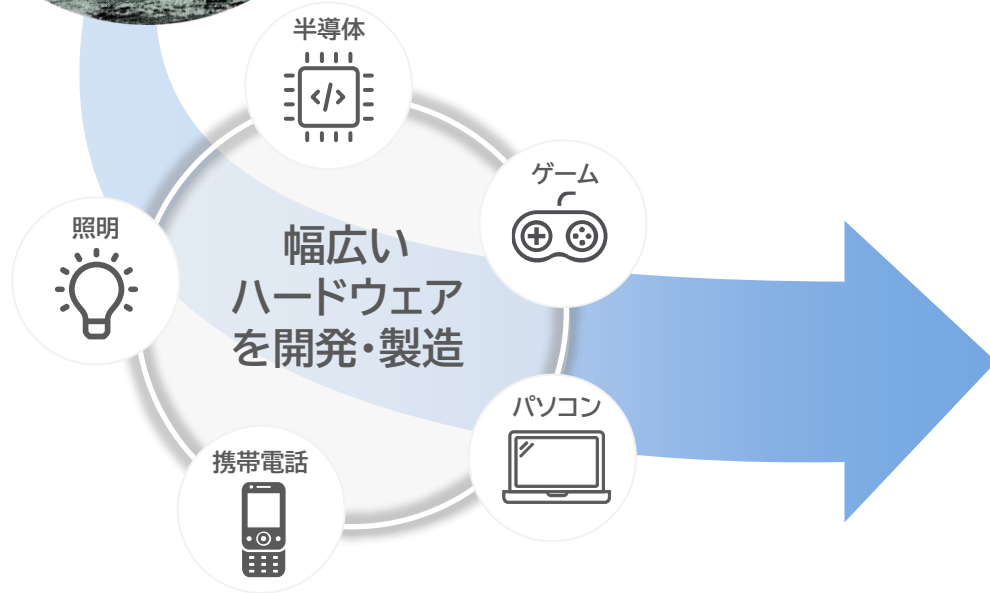 半導体
ゲーム
照明
幅広い
ハードウェア
を開発・製造
パソコン
携帯電話